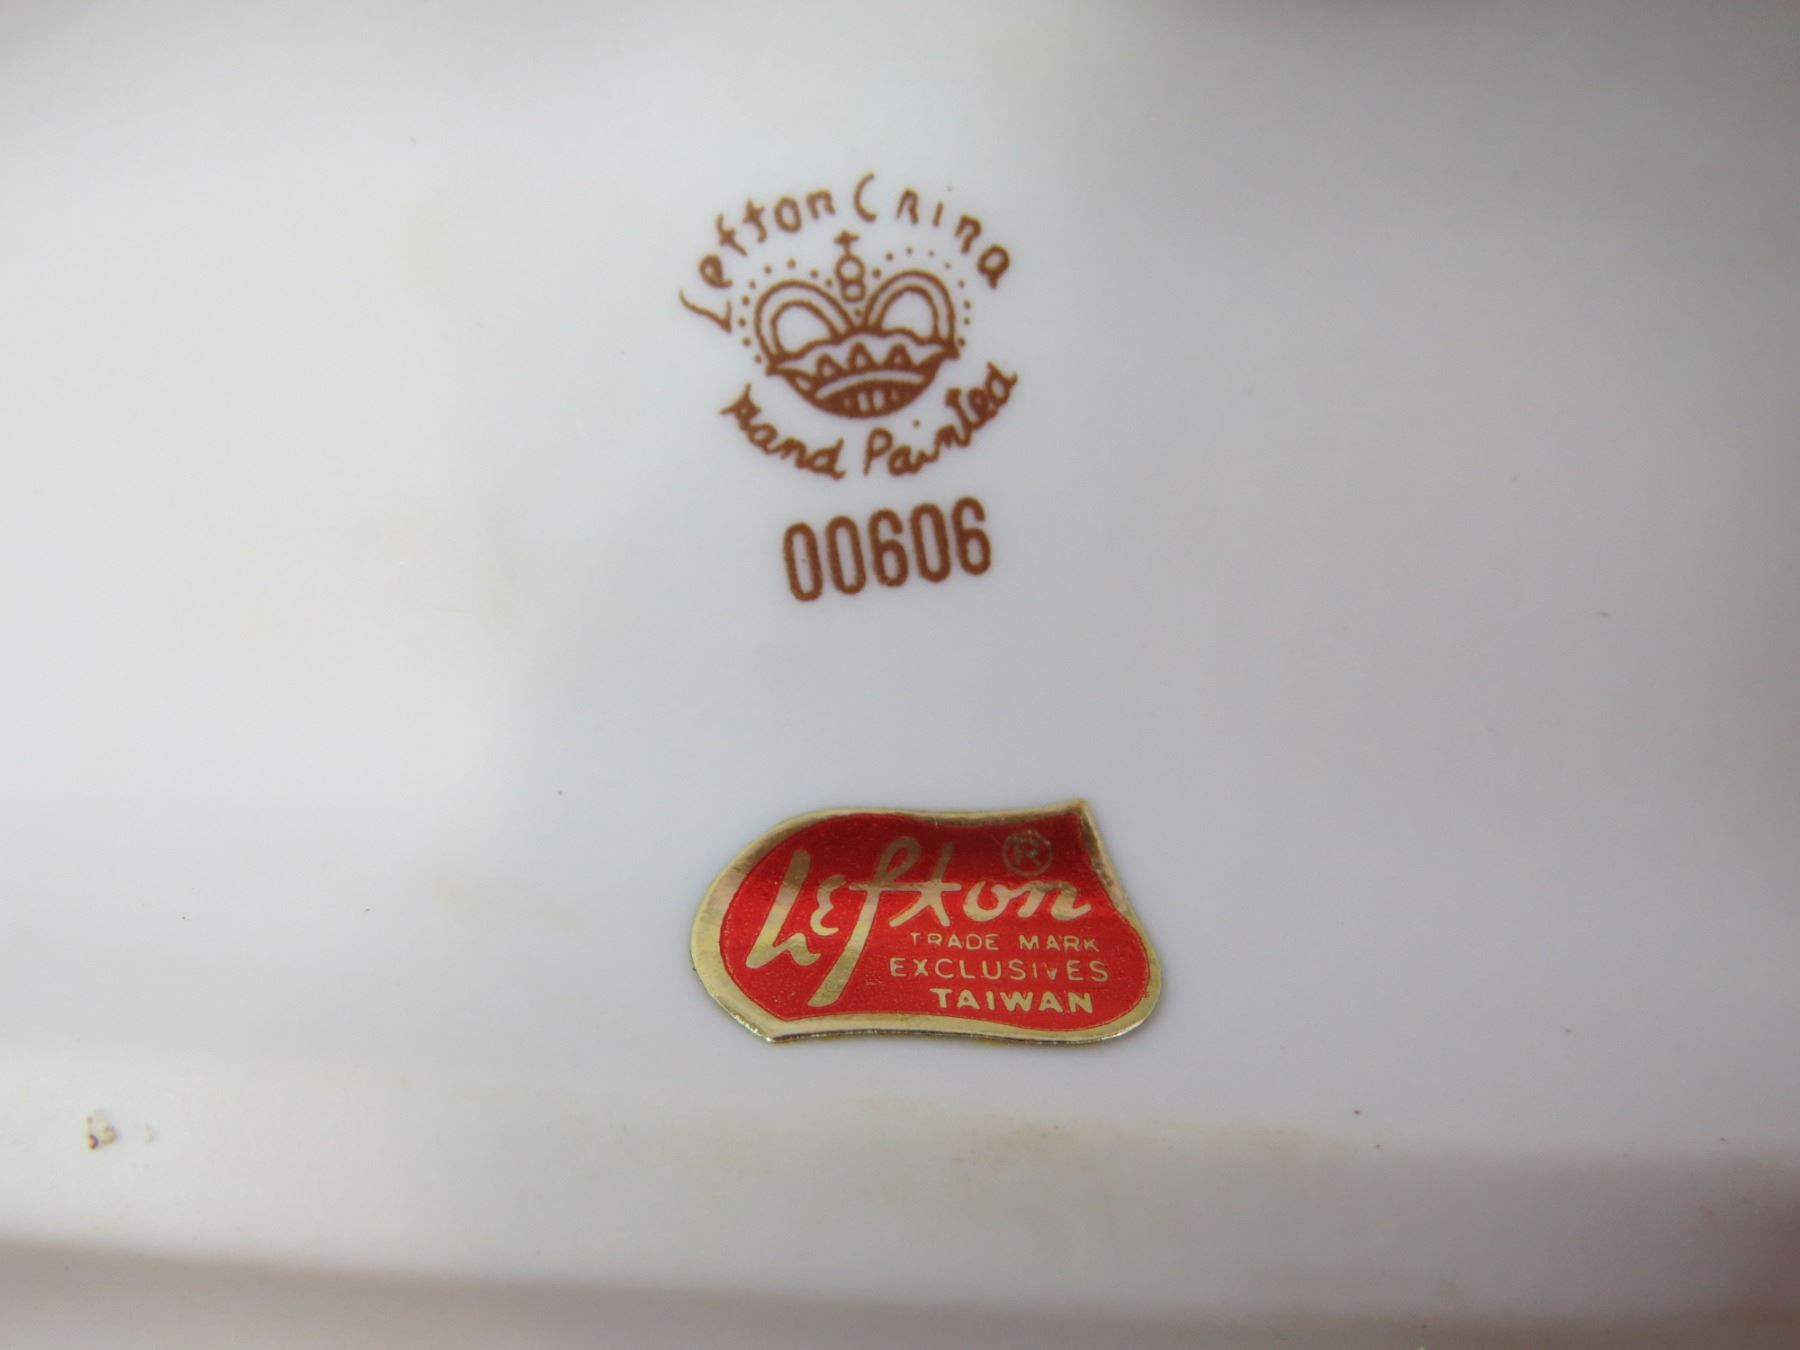 Lefton China
Hand Painted
00606
Lefton ®
TRADE MARK
EXCLUSIVES
TAIWAN